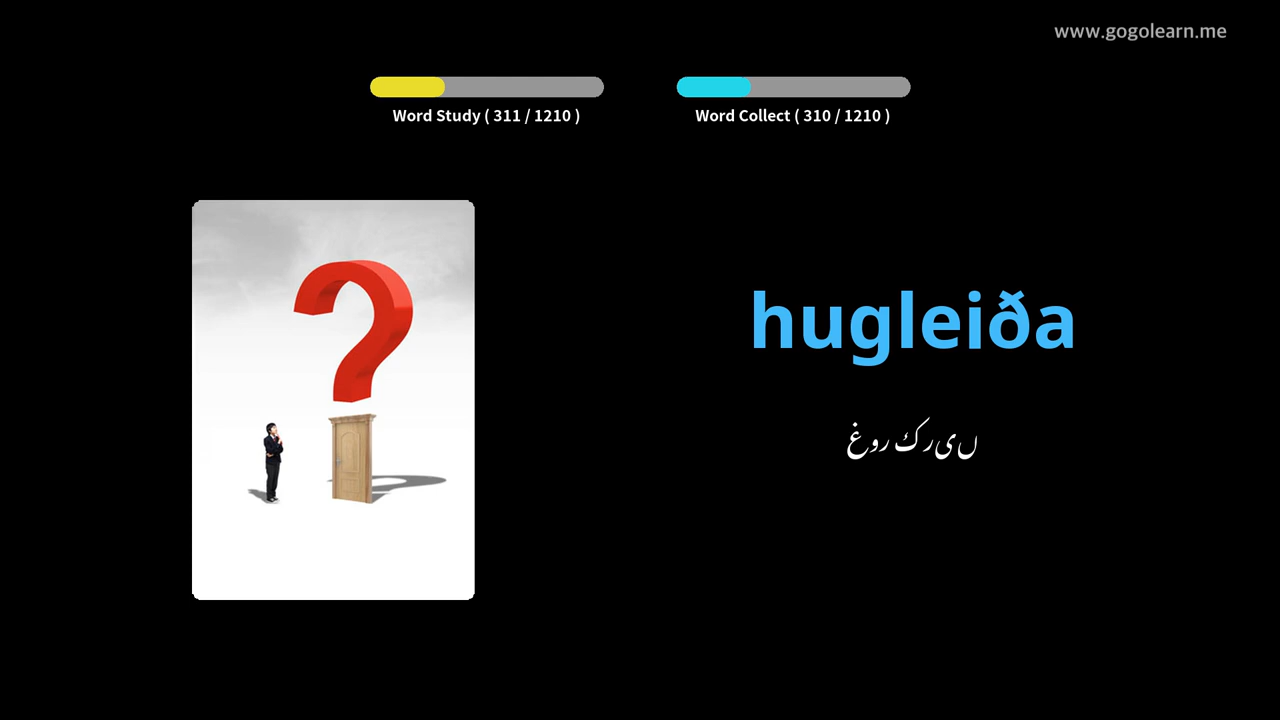 www.gogolearn.me
Word Study ( 311 / 1210 )
Word Collect ( 310 / 1210 )
hugleiða
ںیرک روغ